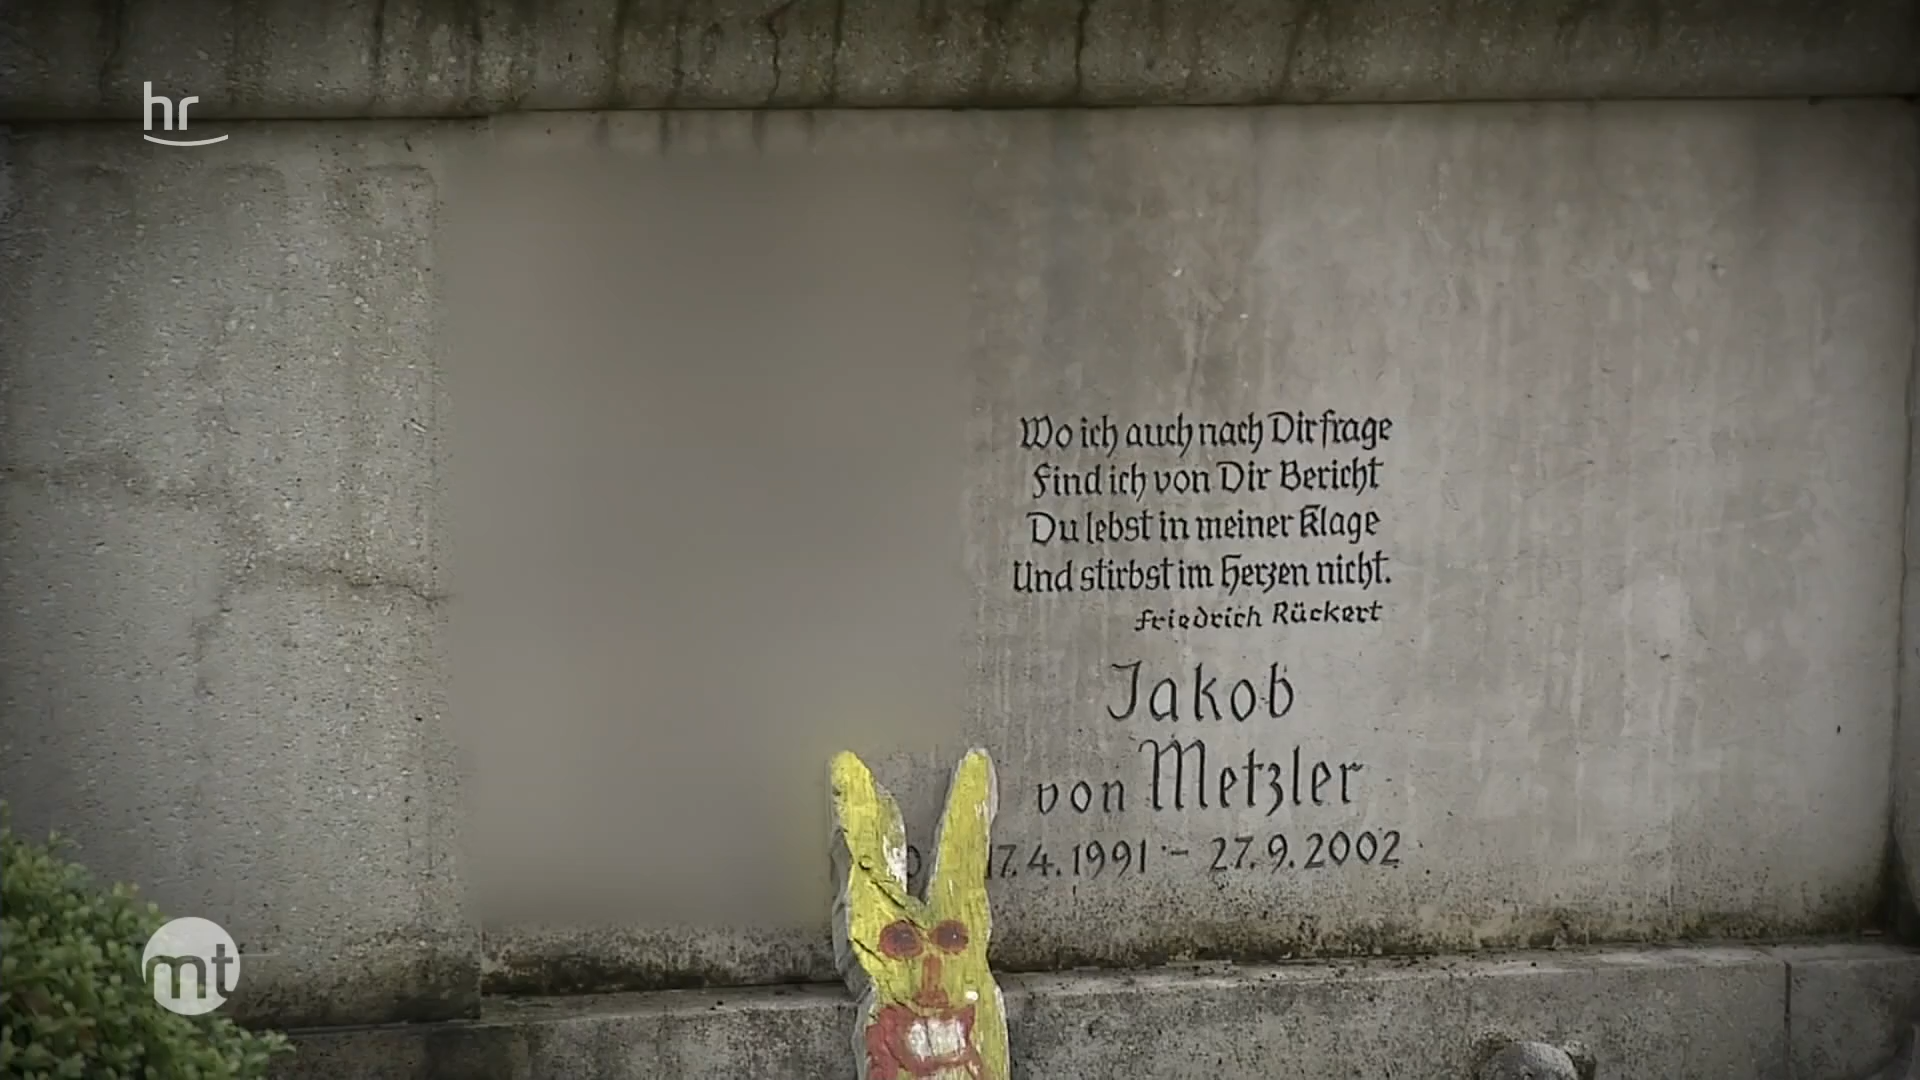 hr
Wo ich auch nach Dir frage
Find ich von Dir Bericht
Du lebst in meiner Klage
Und stirbst im Herzen nicht.
Friedrich Rückert
Jakob
von Metzler
17.4.1991 – 27.9.2002
mt